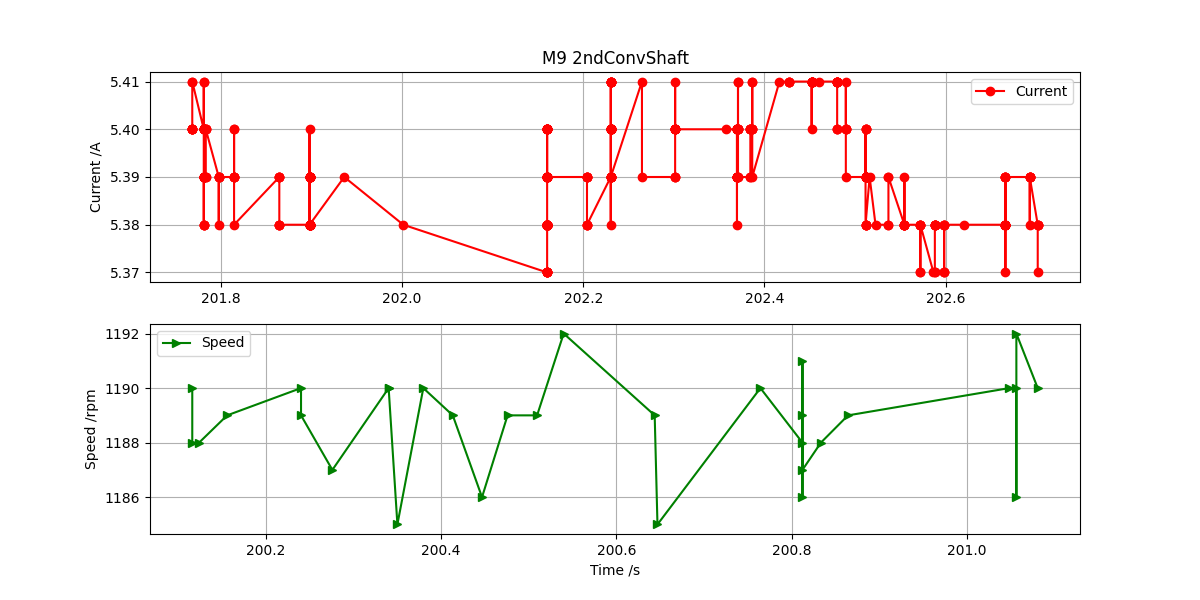 M9 2ndConvShaft
5.41
5.40
5.39
5.38
5.37
Current /A
Current
201.8 202.0 202.2 202.4 202.6
1192
1190
1188
1186
Speed /rpm
Speed
200.2 200.4 200.6 200.8 201.0
Time /s